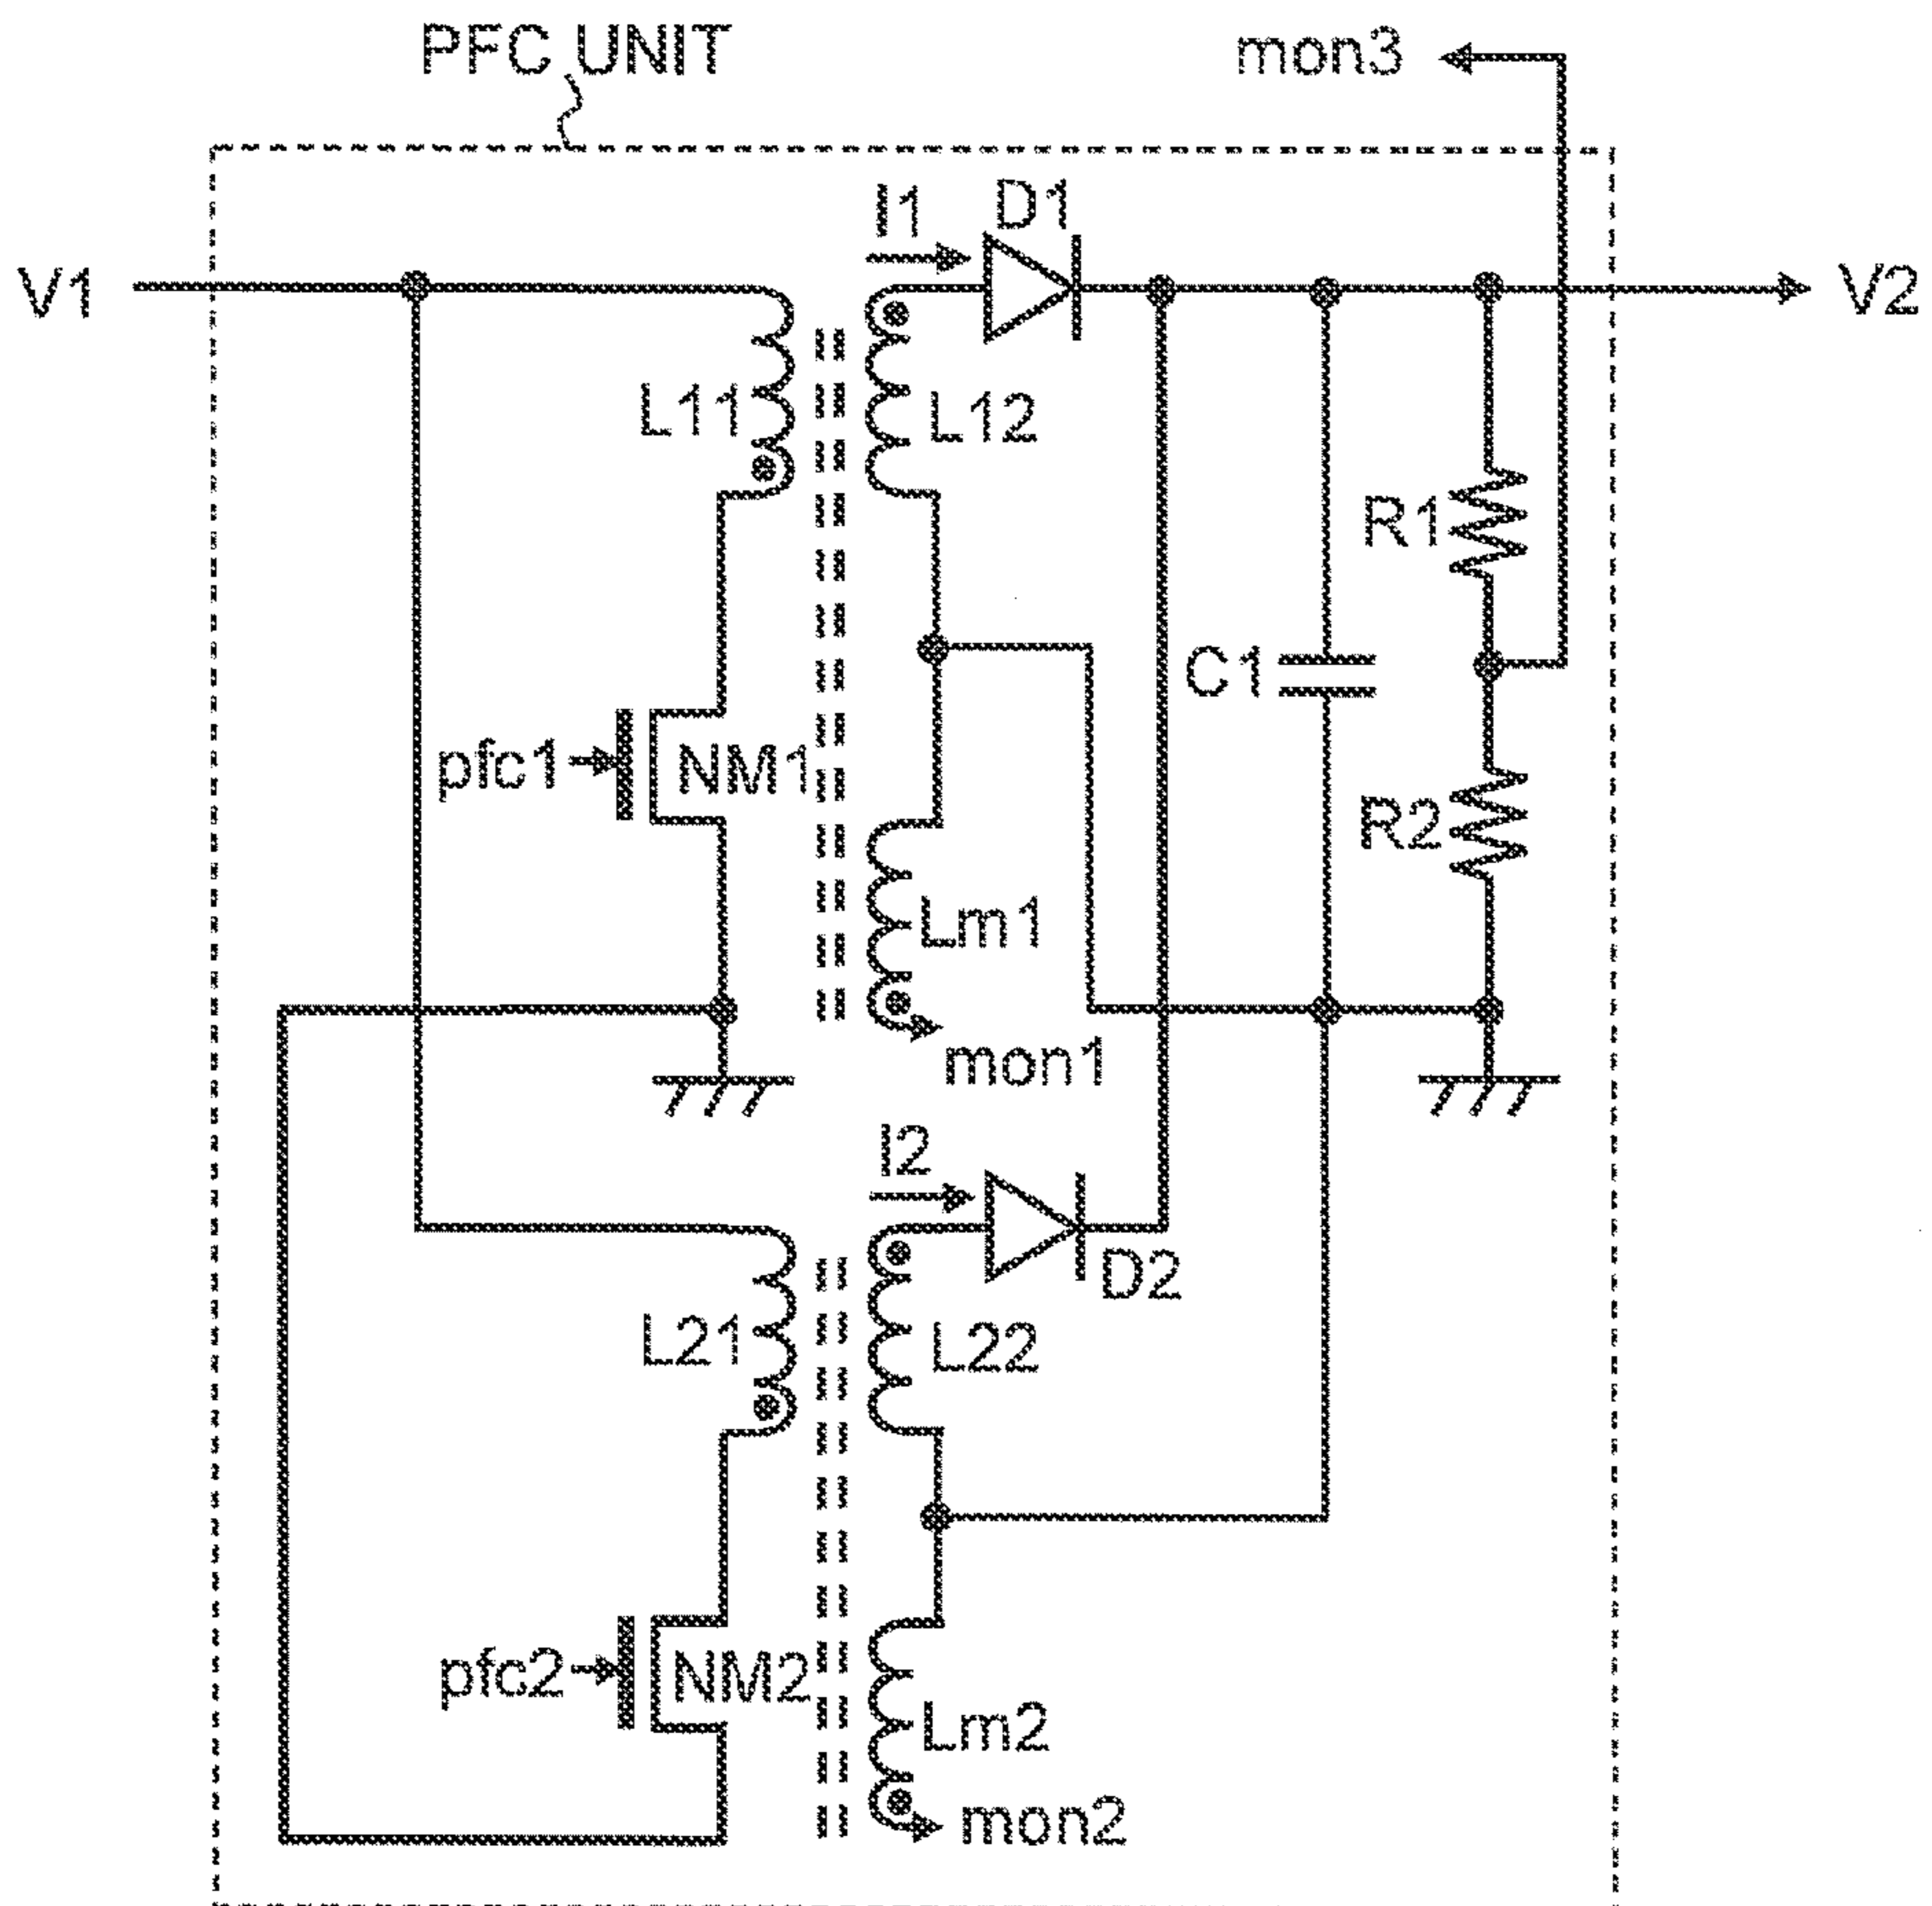 PFC UNIT
mon3
I1
D1
V1
V2
L11
L12
R1
C1
pfc1
NM1
R2
Lm1
mon1
I2
D2
L21
L22
pfc2
NM2
Lm2
mon2